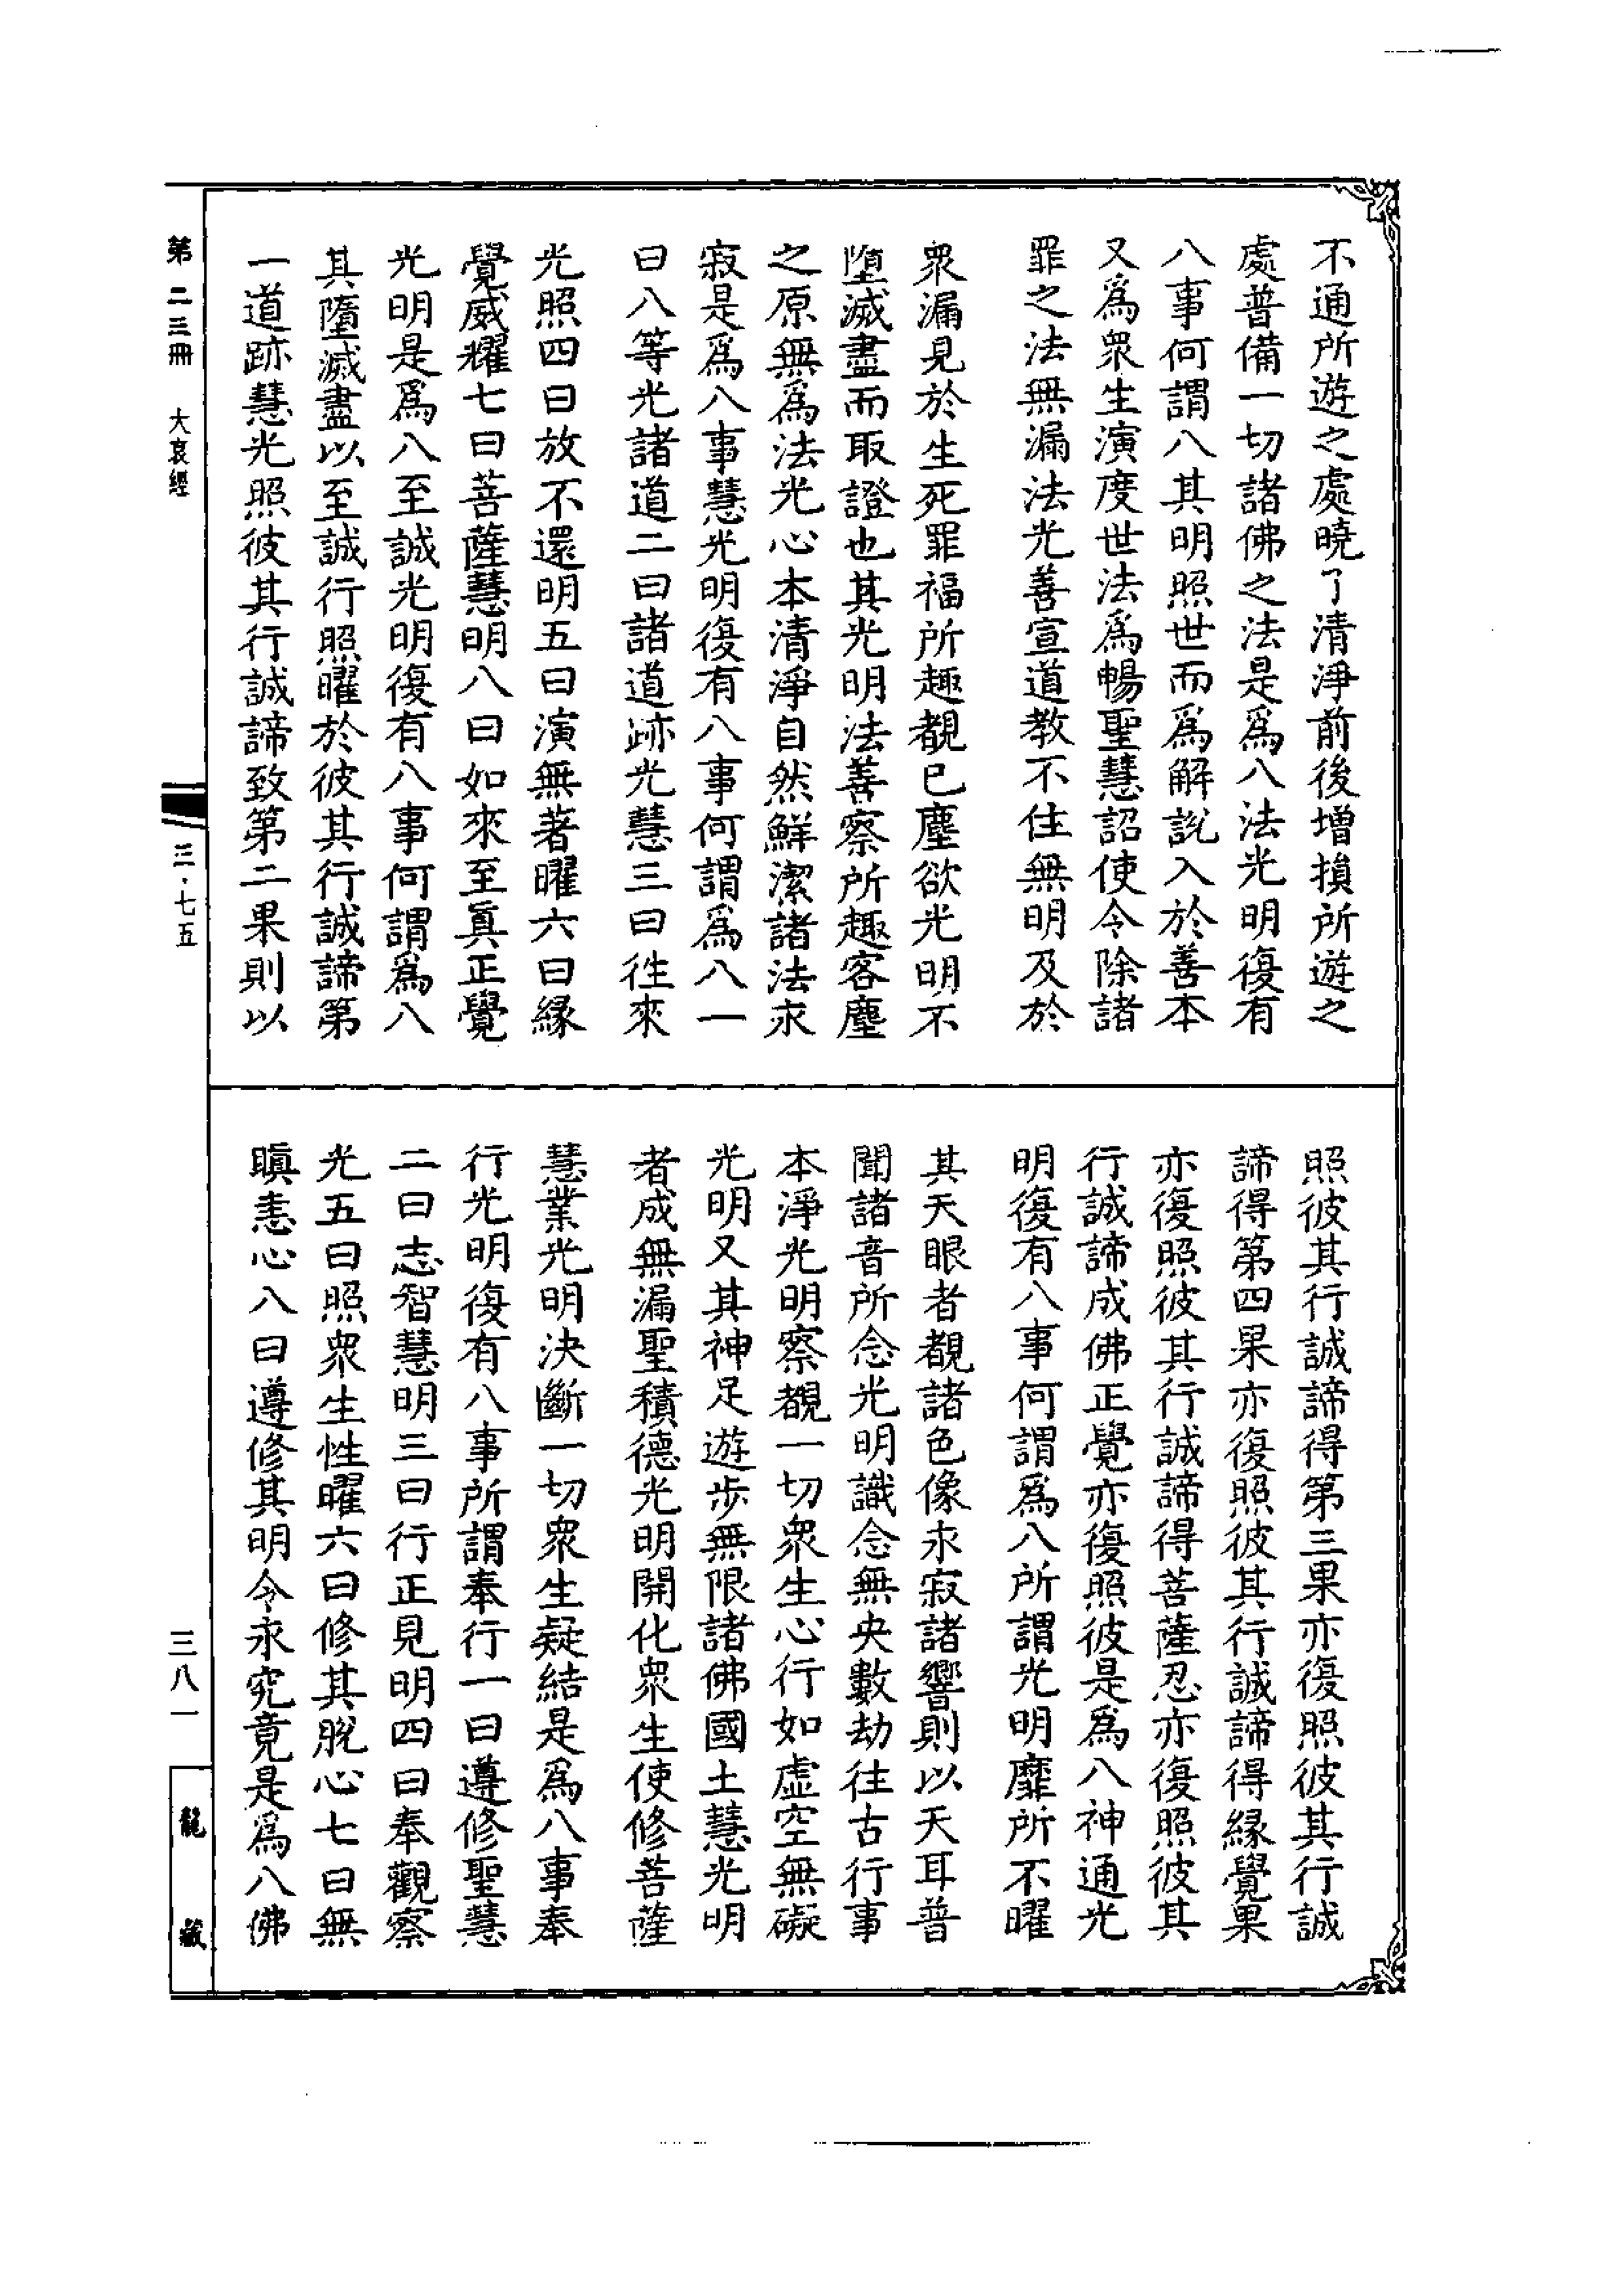 不通所遊之處曉了清淨前後增損所遊之
處普備一切諸佛之法是爲八法光明復有
八事何謂八其明照世而爲解說入於善本
又爲衆生演度世法爲暢聖慧詔使令除諸
罪之法無漏法光善宣道教不住無明及於
衆漏見於生死罪福所趣覩已塵欲光明不
墮滅盡而取證也其光明法善察所趣客塵
之原無爲法光心本清淨自然鮮潔諸法求
寂是爲八事慧光明復有八事何謂爲八一
曰八等光諸道二曰諸道跡光慧三曰徃來
光照四曰放不還明五曰演無著曜六曰緣
覺威耀七曰菩薩慧明八曰如來至眞正覺
光明是爲八至誠光明復有八事何謂爲八
其墮滅盡以至誠行照曜於彼其行誠諦第
一道跡慧光照彼其行誠諦致第二果則以
照彼其行誠諦得第三果亦復照彼其行誠
諦得第四果亦復照彼其行誠諦得緣覺果
亦復照彼其行誠諦得菩薩忍亦復照彼其
行誠諦成佛正覺亦復照彼是爲八神通光
明復有八事何謂爲八所謂光明靡所不曜
其天眼者覩諸色像永寂諸響則以天耳普
聞諸音所念光明識念無央數劫往古行事
本淨光明察覩一切衆生心行如虛空無礙
光明又其神足遊步無限諸佛國土慧光明
者成無漏聖積德光明開化衆生使修菩薩
慧業光明決斷一切衆生疑結是爲八事奉
行光明復有八事所謂奉行一曰遵修聖慧
二曰志智慧明三曰行正見明四曰奉觀察
光五曰照衆生性曜六曰修其脫心七曰無
瞋恚心八曰遵修其明令永究竟是爲八佛
第二三冊 大哀經
三·七五
三八一
龍藏